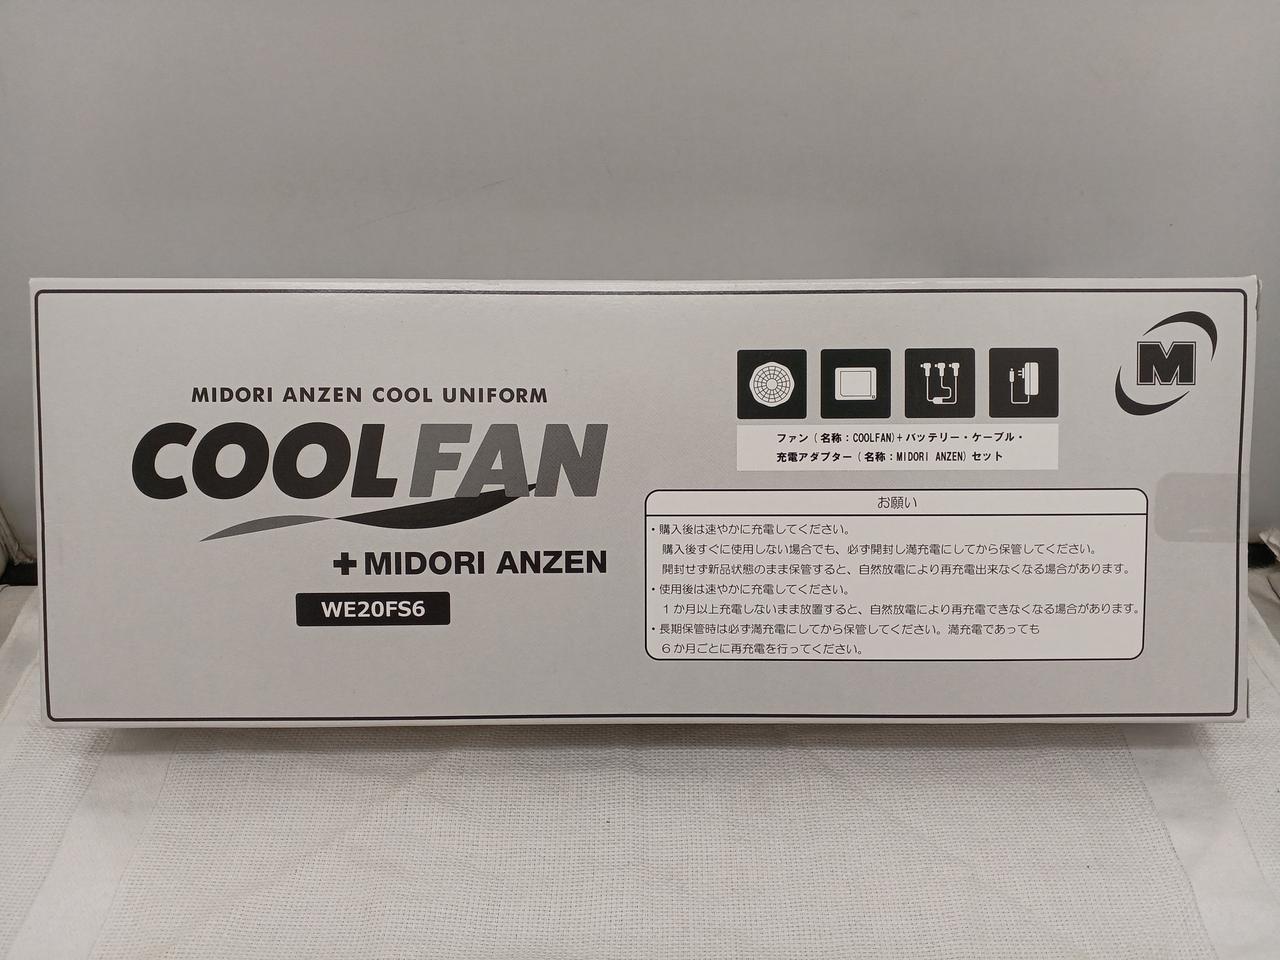 MIDORI ANZEN COOL UNIFORM
COOLFAN
+MIDORI ANZEN
WE20FS6
M
ファン(名称:COOLFAN)+バッテリー・ケーブル・
充電アダプター(名称:MIDORI ANZEN)セット
お願い
・購入後は速やかに充電してください。
購入後すぐに使用しない場合でも、必ず開封し満充電にしてから保管してください。
開封せず新品状態のまま保管すると、自然放電により再充電出来なくなる場合があります。
・使用後は速やかに充電してください。
1か月以上充電しないまま放置すると、自然放電により再充電できなくなる場合があります。
・長期保管時は必ず満充電にしてから保管してください。満充電であっても
6か月ごとに再充電を行ってください。